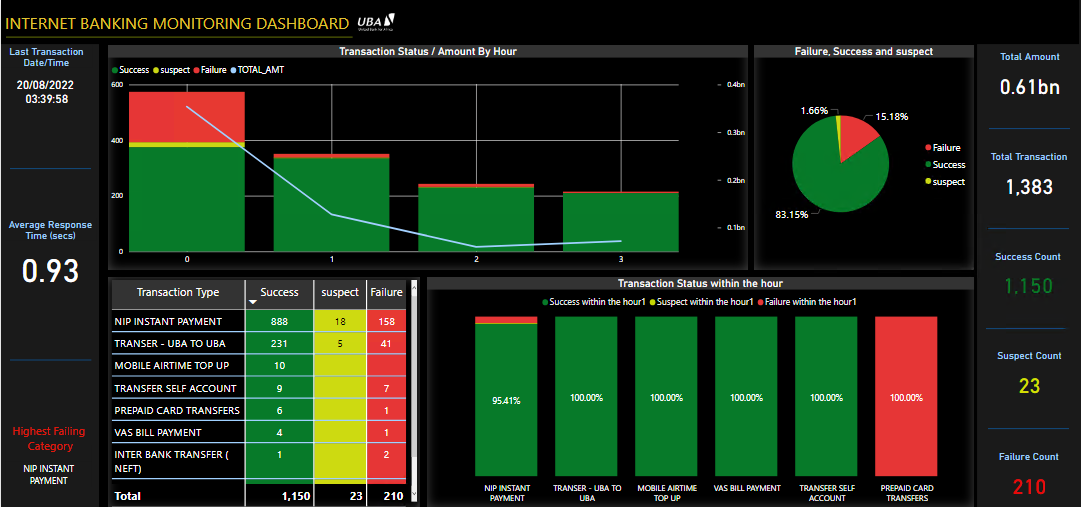 INTERNET BANKING MONITORING DASHBOARD
UBA
United Bank for Africa
Last Transaction
Date/Time
20/08/2022
03:39:58
Average Response
Time (secs)
0.93
Highest Failing
Category
NIP INSTANT
PAYMENT
Transaction Status / Amount By Hour
Success suspect Failure TOTAL_AMT
600
400
200
0
0.4bn
0.3bn
0.2bn
0.1bn
0 1 2 3
Failure, Success and suspect
1.66%
15.18%
83.15%
Failure
Success
suspect
Total Amount
0.61bn
Total Transaction
1,383
Success Count
1,150
Suspect Count
23
Failure Count
210
Transaction Type Success suspect Failure
NIP INSTANT PAYMENT 888 18 158
TRANSER - UBA TO UBA 231 5 41
MOBILE AIRTIME TOP UP 10
TRANSFER SELF ACCOUNT 9 7
PREPAID CARD TRANSFERS 6 1
VAS BILL PAYMENT 4 1
INTER BANK TRANSFER (
NEFT) 1 2
Total 1,150 23 210
Transaction Status within the hour
Success within the hour1 Suspect within the hour1 Failure within the hour1
95.41% 100.00% 100.00% 100.00% 100.00% 100.00%
NIP INSTANT
PAYMENT
TRANSER - UBA TO
UBA
MOBILE AIRTIME
TOP UP
VAS BILL PAYMENT
TRANSFER SELF
ACCOUNT
PREPAID CARD
TRANSFERS